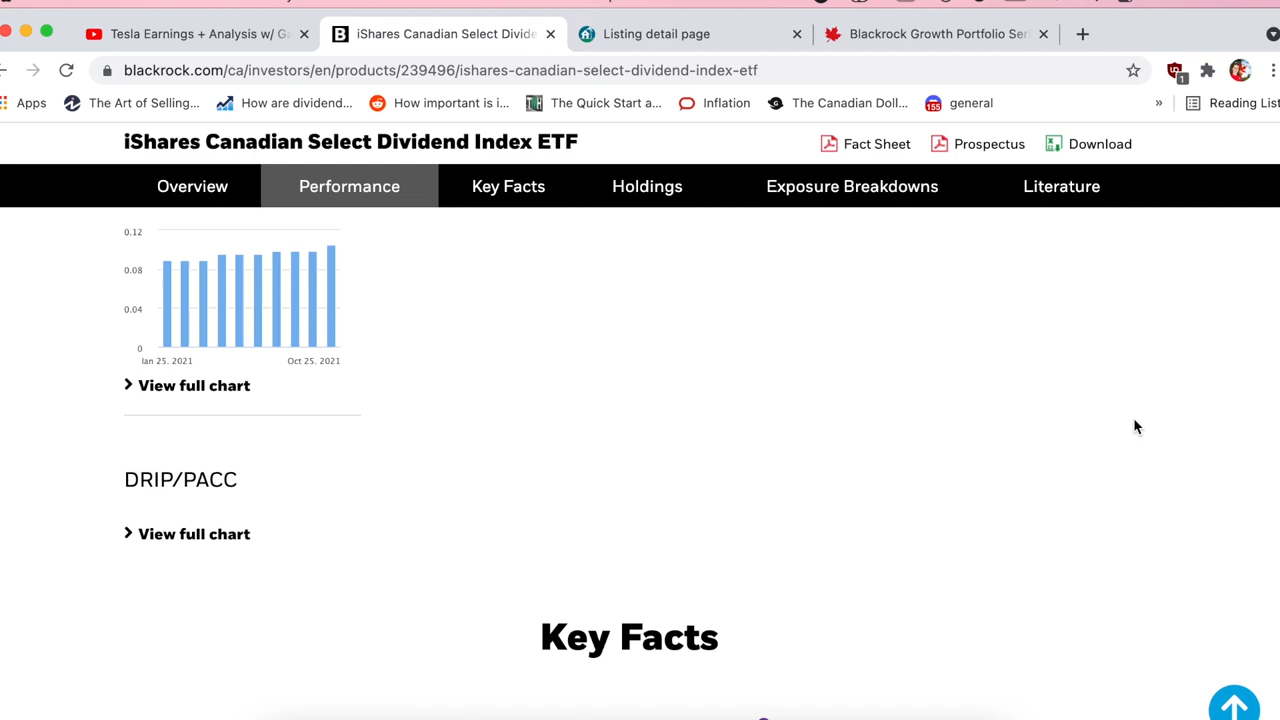 Tesla Earnings + Analysis w/ Ga
iShares Canadian Select Divide
Listing detail page
Blackrock Growth Portfolio Seri
blackrock.com/ca/investors/en/products/239496/ishares-canadian-select-dividend-index-etf
1
Apps
The Art of Selling...
How are dividend...
How important is i...
The Quick Start a...
Inflation
The Canadian Doll...
155
general
»
Reading List
iShares Canadian Select Dividend Index ETF
Fact Sheet
Prospectus
Download
Overview
Performance
Key Facts
Holdings
Exposure Breakdowns
Literature
0.12
0.08
0.04
0
Jan 25, 2021
Oct 25, 2021
View full chart
DRIP/PACC
View full chart
Key Facts